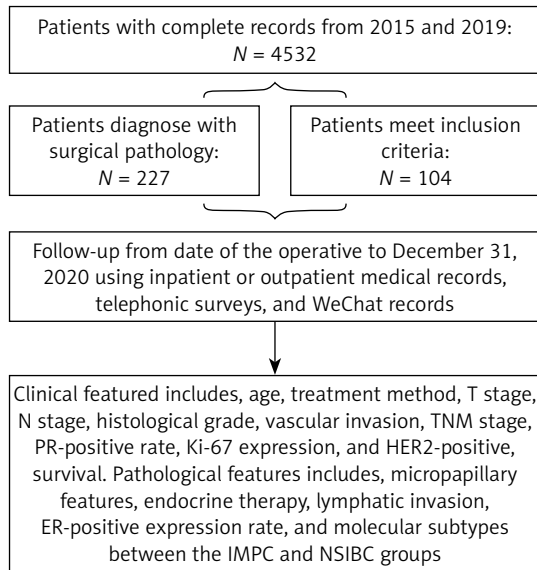 Patients with complete records from 2015 and 2019:
N = 4532
Patients diagnose with
surgical pathology:
N = 227
Patients meet inclusion
criteria:
N = 104
Follow-up from date of the operative to December 31,
2020 using inpatient or outpatient medical records,
telephonic surveys, and WeChat records
Clinical featured includes, age, treatment method, T stage,
N stage, histological grade, vascular invasion, TNM stage,
PR-positive rate, Ki-67 expression, and HER2-positive,
survival. Pathological features includes, micropapillary
features, endocrine therapy, lymphatic invasion,
ER-positive expression rate, and molecular subtypes
between the IMPC and NSIBC groups